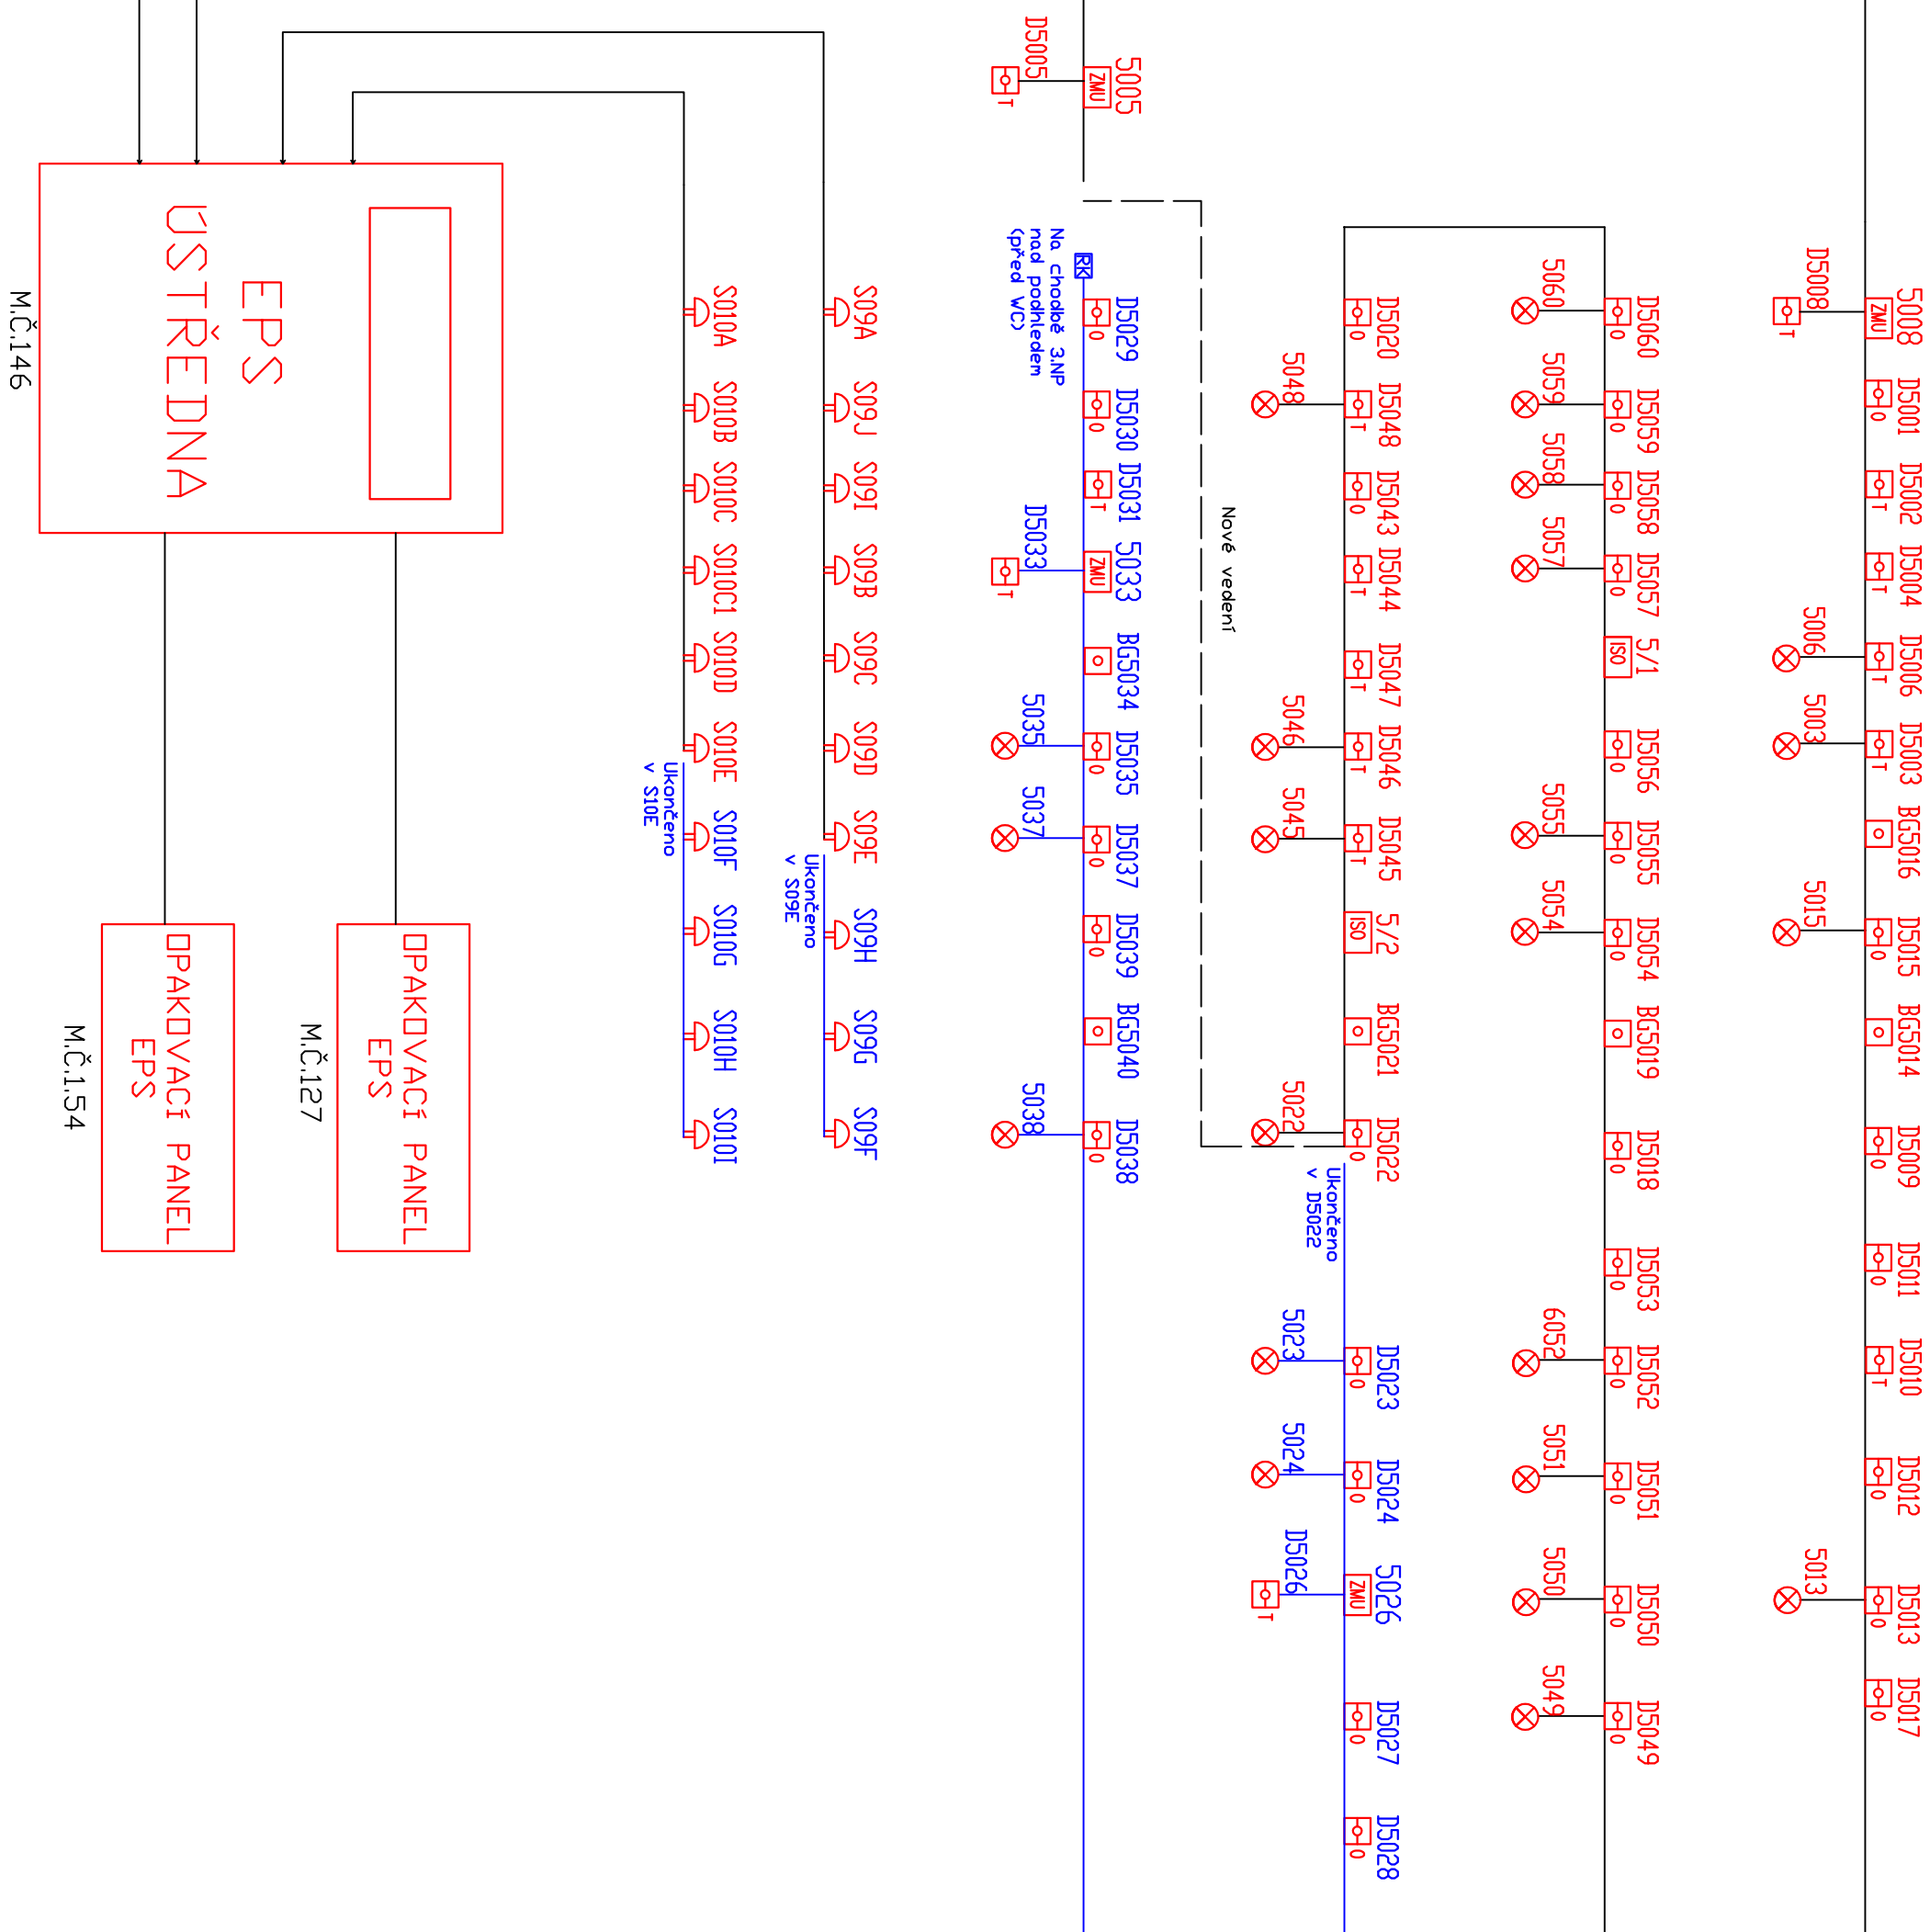 5008 D5001 D5002 D5004 D5006 D5003 BG5016 D5015 BG5014 D5009 D5011 D5010 D5012 D5013 D5017
ZMU O T T T T O O O T O O O
D5008 5006 5003 5015 5013
T
D5060 D5059 D5058 D5057 5/1 D5056 D5055 D5054 BG5019 D5018 D5053 D5052 D5051 D5050 D5049
O O O O ISO O O O O O O O O O
5060 5059 5058 5057 5055 5054 6052 5051 5050 5049
D5020 D5048 D5043 D5044 D5047 D5046 D5045 5/2 BG5021 D5022 D5023 D5024 5026 D5027 D5028
O T O T T T T ISO O O O ZMU O O
Ukončeno
v D5022
5048 5046 5045 5022 5023 5024 D5026
T
Nové vedení
5005 D5029 D5030 D5031 5033 BG5034 D5035 D5037 D5039 BG5040 D5038
ZMU RK O O T ZMU O O O O
D5005 D5033 5035 5037 5038
T T
Na chodbě 3.NP
nad podhledem
(před WC)
S09A S09J S09I S09B S09C S09D S09E S09H S09G S09F
Ukončeno
v S09E
S010A S010B S010C S010C1 S010D S010E S010F S010G S010H S010I
Ukončeno
v S10E
EPS
ÚSTŘEDNA
M.Č.146
OPAKOVACÍ PANEL
EPS
M.Č.127
OPAKOVACÍ PANEL
EPS
M.Č.1.54